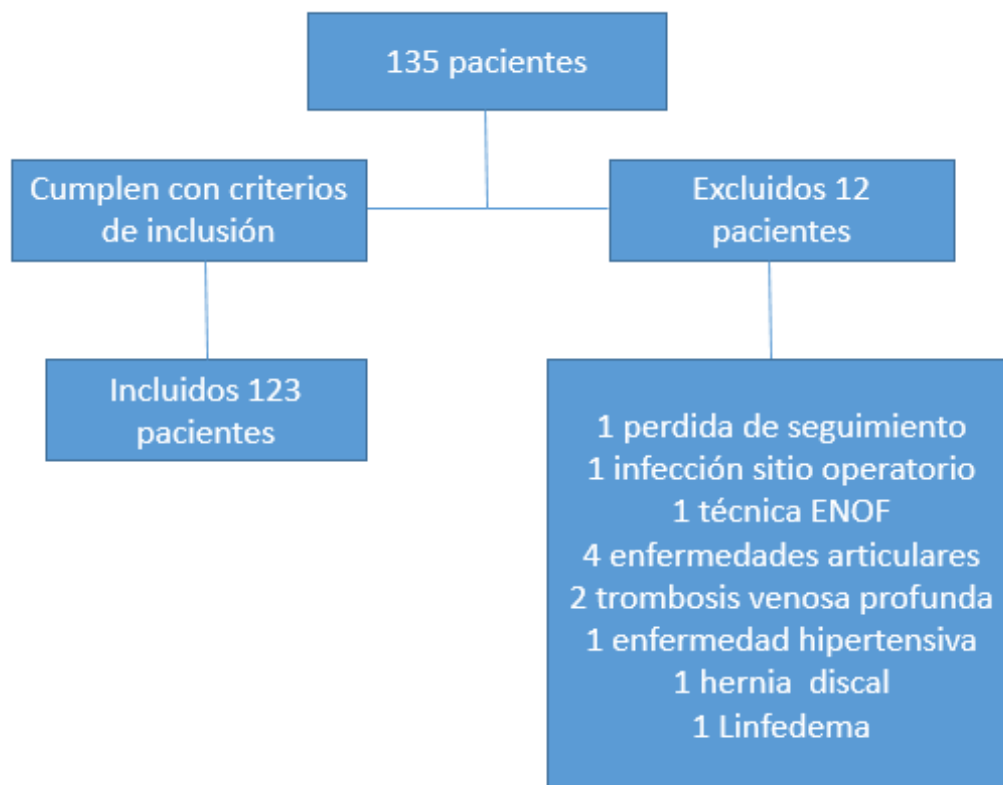 135 pacientes
Cumplen con criterios
de inclusión
Excluidos 12
pacientes
Incluidos 123
pacientes
1 perdida de seguimiento
1 infección sitio operatorio
1 técnica ENOF
4 enfermedades articulares
2 trombosis venosa profunda
1 enfermedad hipertensiva
1 hernia  discal
1 Linfedema